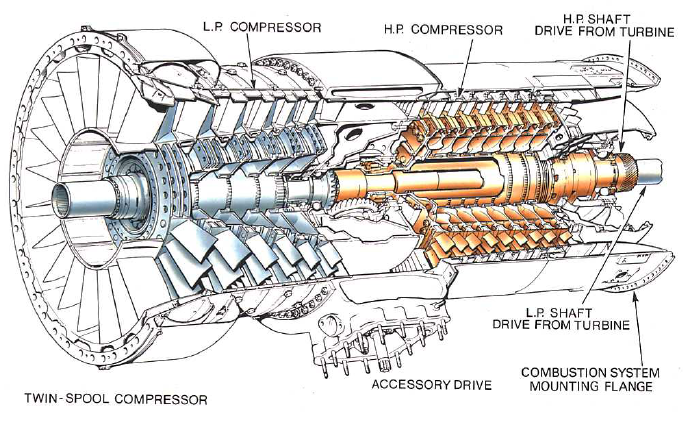 L.P. COMPRESSOR
H.P. COMPRESSOR
H.P. SHAFT
DRIVE FROM TURBINE
L.P. SHAFT
DRIVE FROM TURBINE
COMBUSTION SYSTEM
MOUNTING FLANGE
ACCESSORY DRIVE
TWIN-SPOOL COMPRESSOR